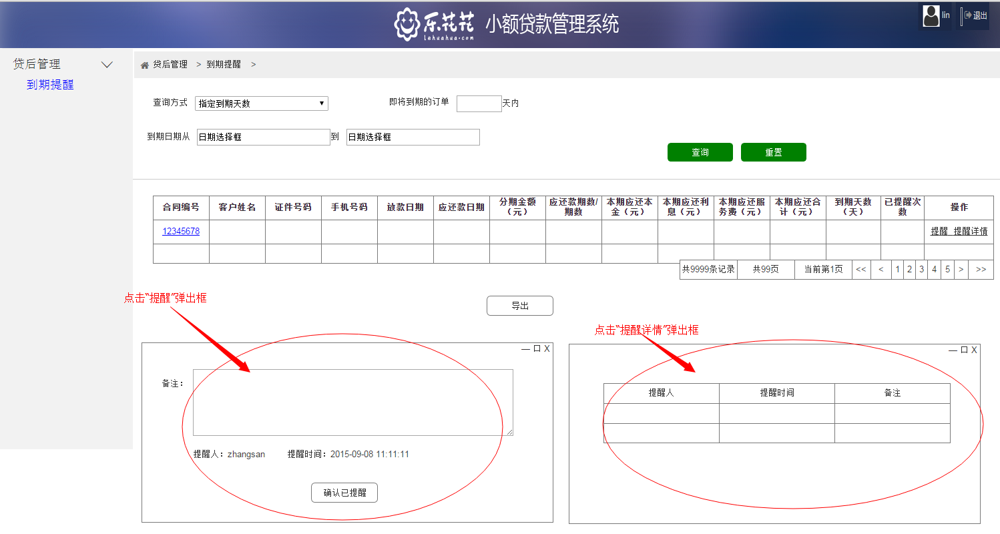 乐花花 小额贷款管理系统
lehuahua.com
lin 退出
贷后管理
到期提醒
贷后管理 > 到期提醒 >
查询方式 指定到期天数 即将到期的订单 天内
到期日期从 日期选择框 到 日期选择框
查询 重置
合同编号 客户姓名 证件号码 手机号码 放款日期 应还款日期 分期金额（元） 应还款期数/期数 本期应还本金（元） 本期应还利息（元） 本期应还服务费（元） 本期应还合计（元） 到期天数（天） 已提醒次数 操作
12345678 提醒 提醒详情
共9999条记录 共99页 当前第1页 << < 1 2 3 4 5 > >>
点击“提醒”弹出框
导出
点击“提醒详情”弹出框
— 口 X
备注：
提醒人：zhangsan 提醒时间：2015-09-08 11:11:11
确认已提醒
— 口 X
提醒人 提醒时间 备注